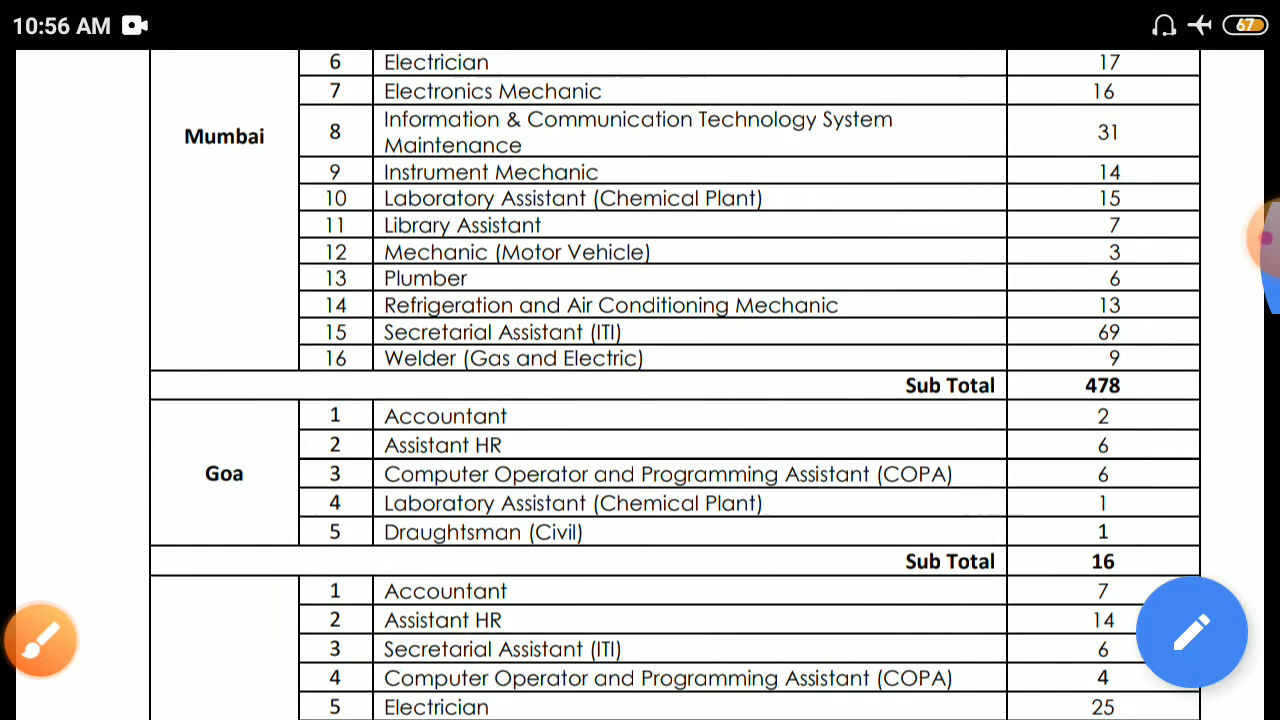 10:56 AM
67
6 Electrician 17
7 Electronics Mechanic 16
Mumbai
8 Information & Communication Technology System Maintenance 31
9 Instrument Mechanic 14
10 Laboratory Assistant (Chemical Plant) 15
11 Library Assistant 7
12 Mechanic (Motor Vehicle) 3
13 Plumber 6
14 Refrigeration and Air Conditioning Mechanic 13
15 Secretarial Assistant (ITI) 69
16 Welder (Gas and Electric) 9
Sub Total 478
1 Accountant 2
2 Assistant HR 6
Goa 3 Computer Operator and Programming Assistant (COPA) 6
4 Laboratory Assistant (Chemical Plant) 1
5 Draughtsman (Civil) 1
Sub Total 16
1 Accountant 7
2 Assistant HR 14
3 Secretarial Assistant (ITI) 6
4 Computer Operator and Programming Assistant (COPA) 4
5 Electrician 25